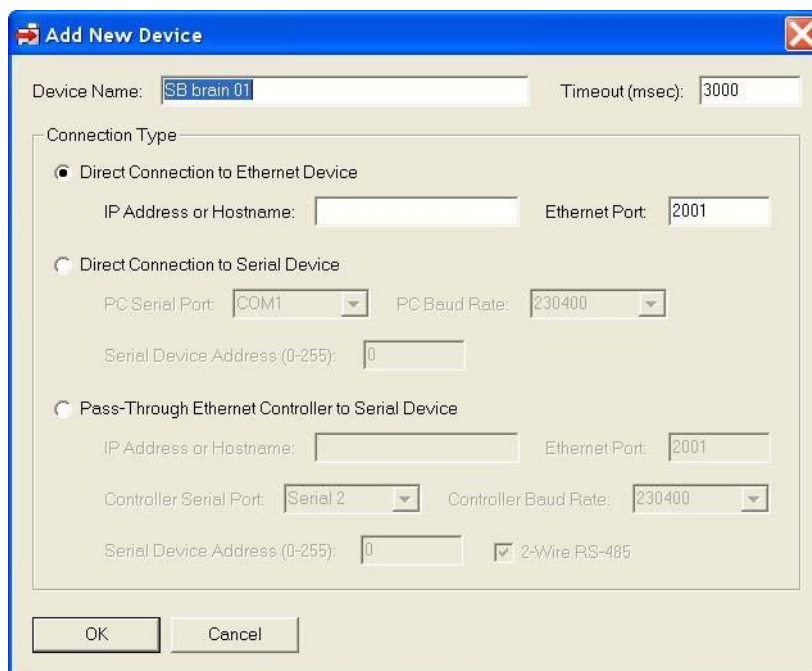 Add New Device
Device Name: SB brain 01 Timeout (msec): 3000
Connection Type
Direct Connection to Ethernet Device
IP Address or Hostname: Ethernet Port: 2001
Direct Connection to Serial Device
PC Serial Port: COM1 PC Baud Rate: 230400
Serial Device Address (0-255): 0
Pass-Through Ethernet Controller to Serial Device
IP Address or Hostname: Ethernet Port: 2001
Controller Serial Port: Serial 2 Controller Baud Rate: 230400
Serial Device Address (0-255): 0 2-Wire RS-485
OK Cancel